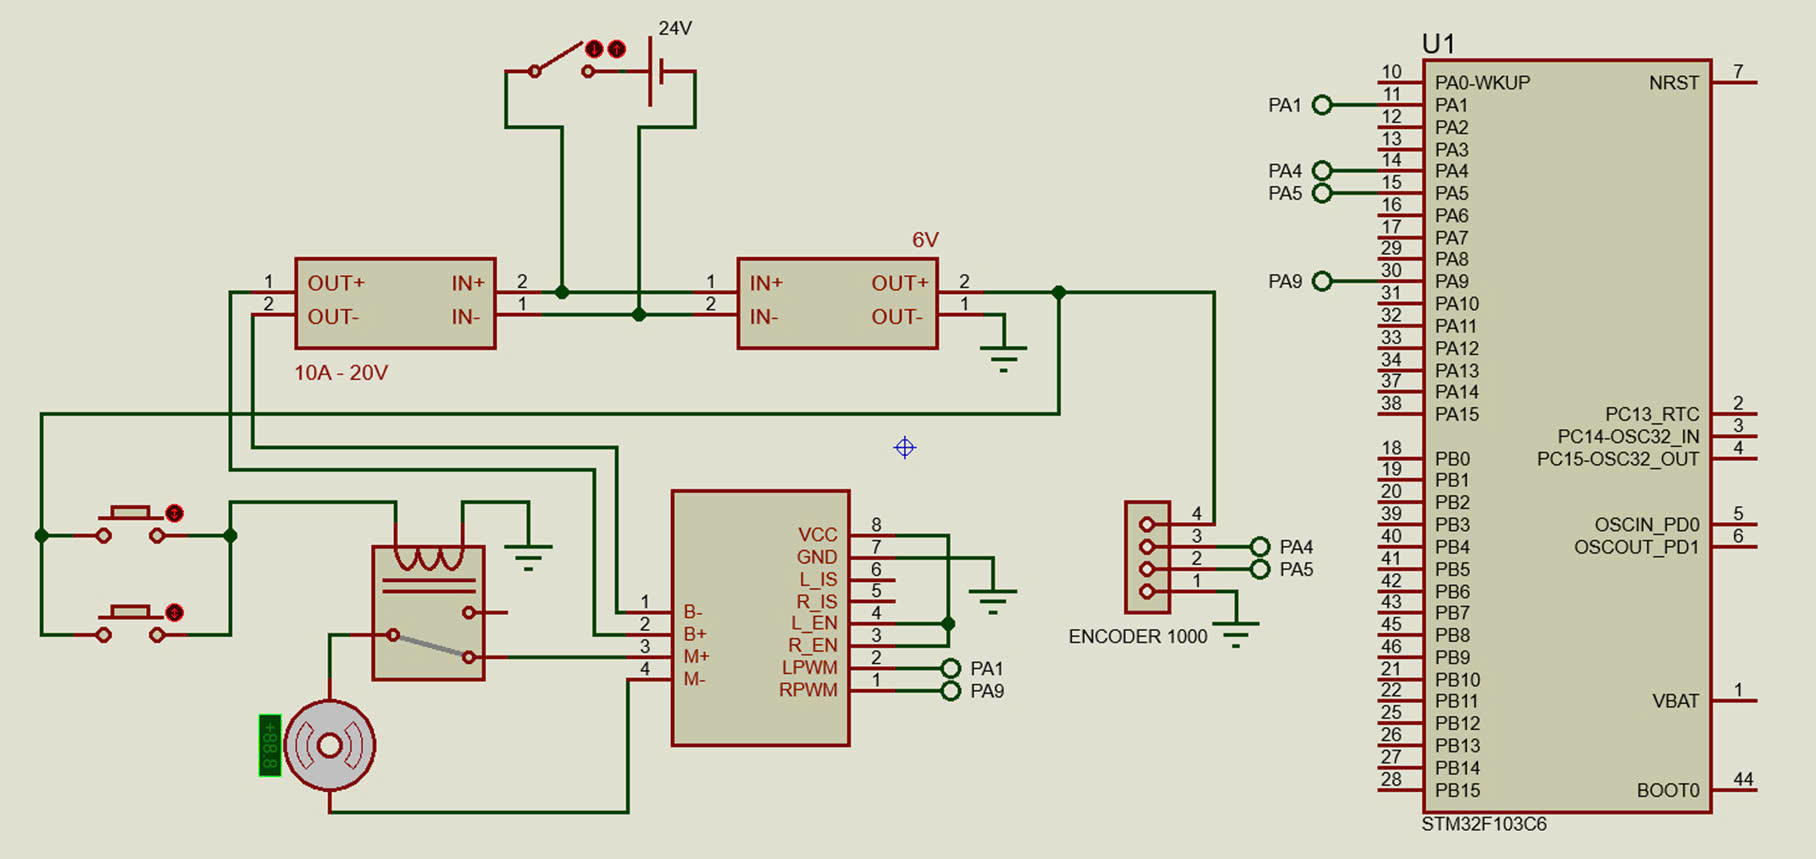 24V
6V
1 OUT+ IN+ 2
2 OUT- IN- 1
10A - 20V
1 IN+ OUT+ 2
2 IN- OUT- 1
VCC 8
GND 7
L_IS 6
R_IS 5
1 B- L_EN 4
2 B+ R_EN 3
3 M+ LPWM 2 PA1
4 M- RPWM 1 PA9
+88.8
4
3 PA4
2 PA5
1
ENCODER 1000
U1
10 PA0-WKUP NRST 7
PA1 11 PA1
12 PA2
13 PA3
PA4 14 PA4
PA5 15 PA5
16 PA6
17 PA7
29 PA8
PA9 30 PA9
31 PA10
32 PA11
33 PA12
34 PA13
37 PA14
38 PA15 PC13_RTC 2
PC14-OSC32_IN 3
18 PB0 PC15-OSC32_OUT 4
19 PB1
20 PB2
39 PB3 OSCIN_PD0 5
40 PB4 OSCOUT_PD1 6
41 PB5
42 PB6
43 PB7
45 PB8
46 PB9
21 PB10
22 PB11 VBAT 1
25 PB12
26 PB13
27 PB14
28 PB15 BOOT0 44
STM32F103C6